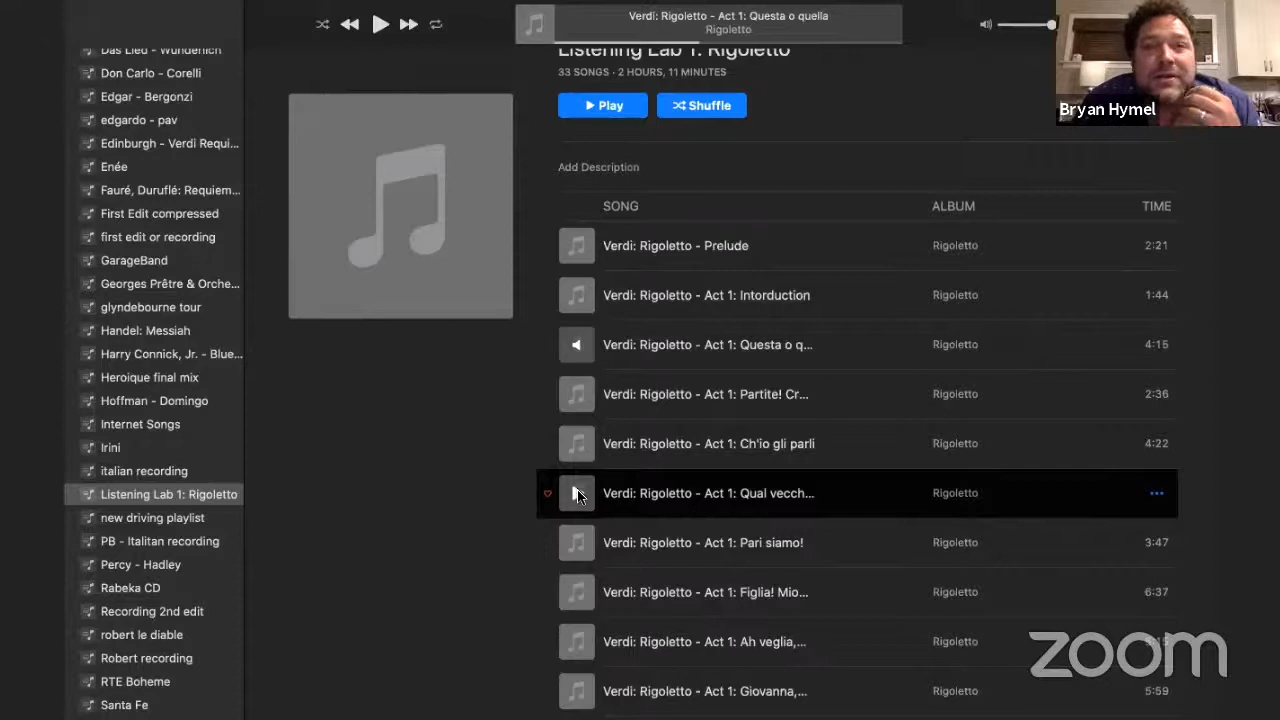 Das Lied - Wunderlich
Don Carlo - Corelli
Edgar - Bergonzi
edgardo - pav
Edinburgh - Verdi Requi...
Enée
Fauré, Duruflé: Requiem...
First Edit compressed
first edit or recording
GarageBand
Georges Prêtre & Orche...
glyndebourne tour
Handel: Messiah
Harry Connick, Jr. - Blue...
Heroique final mix
Hoffman - Domingo
Internet Songs
Irini
italian recording
Listening Lab 1: Rigoletto
new driving playlist
PB - Italitan recording
Percy - Hadley
Rabeka CD
Recording 2nd edit
robert le diable
Robert recording
RTE Boheme
Santa Fe
Verdi: Rigoletto - Act 1: Questa o quella
Rigoletto
Listening Lab 1: Rigoletto
33 SONGS · 2 HOURS, 11 MINUTES
Play Shuffle
Add Description
SONG ALBUM TIME
Verdi: Rigoletto - Prelude Rigoletto 2:21
Verdi: Rigoletto - Act 1: Intorduction Rigoletto 1:44
Verdi: Rigoletto - Act 1: Questa o q... Rigoletto 4:15
Verdi: Rigoletto - Act 1: Partite! Cr... Rigoletto 2:36
Verdi: Rigoletto - Act 1: Ch'io gli parli Rigoletto 4:22
Verdi: Rigoletto - Act 1: Qual vecch... Rigoletto
Verdi: Rigoletto - Act 1: Pari siamo! Rigoletto 3:47
Verdi: Rigoletto - Act 1: Figlia! Mio... Rigoletto 6:37
Verdi: Rigoletto - Act 1: Ah veglia,... Rigoletto
Verdi: Rigoletto - Act 1: Giovanna,... Rigoletto 5:59
Bryan Hymel
zoom